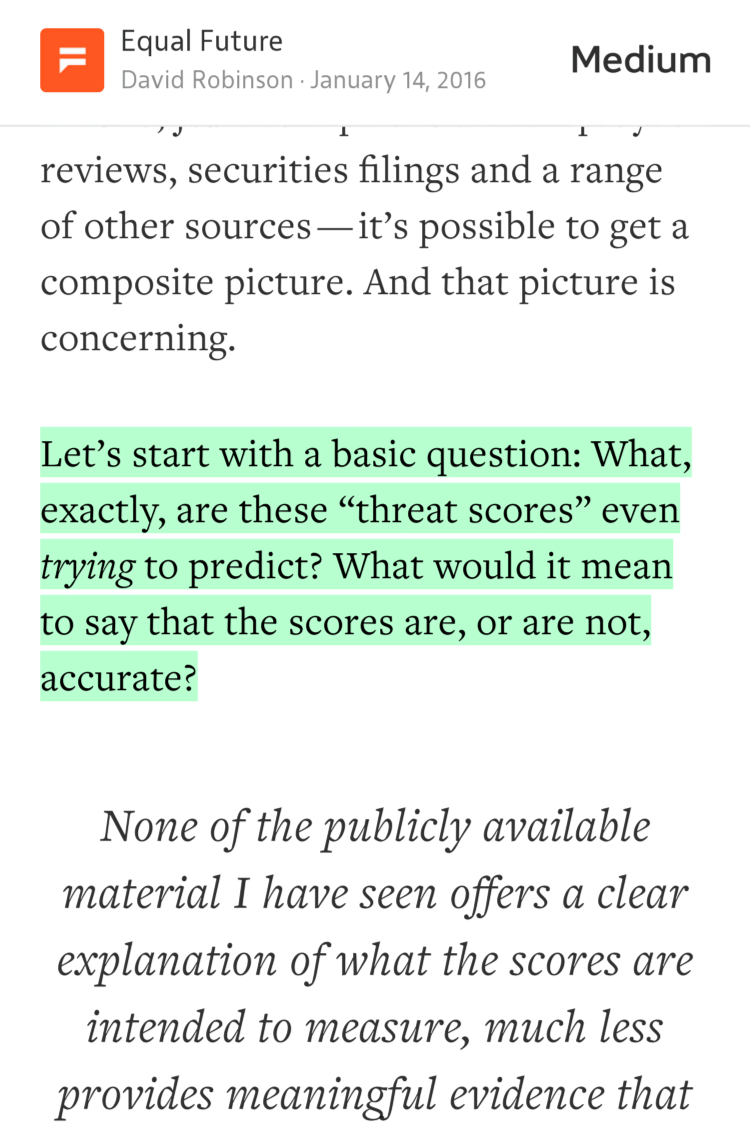 Equal Future
David Robinson · January 14, 2016
Medium
reviews, securities filings and a range
of other sources — it’s possible to get a
composite picture. And that picture is
concerning.
Let’s start with a basic question: What,
exactly, are these “threat scores” even
trying to predict? What would it mean
to say that the scores are, or are not,
accurate?
None of the publicly available
material I have seen offers a clear
explanation of what the scores are
intended to measure, much less
provides meaningful evidence that